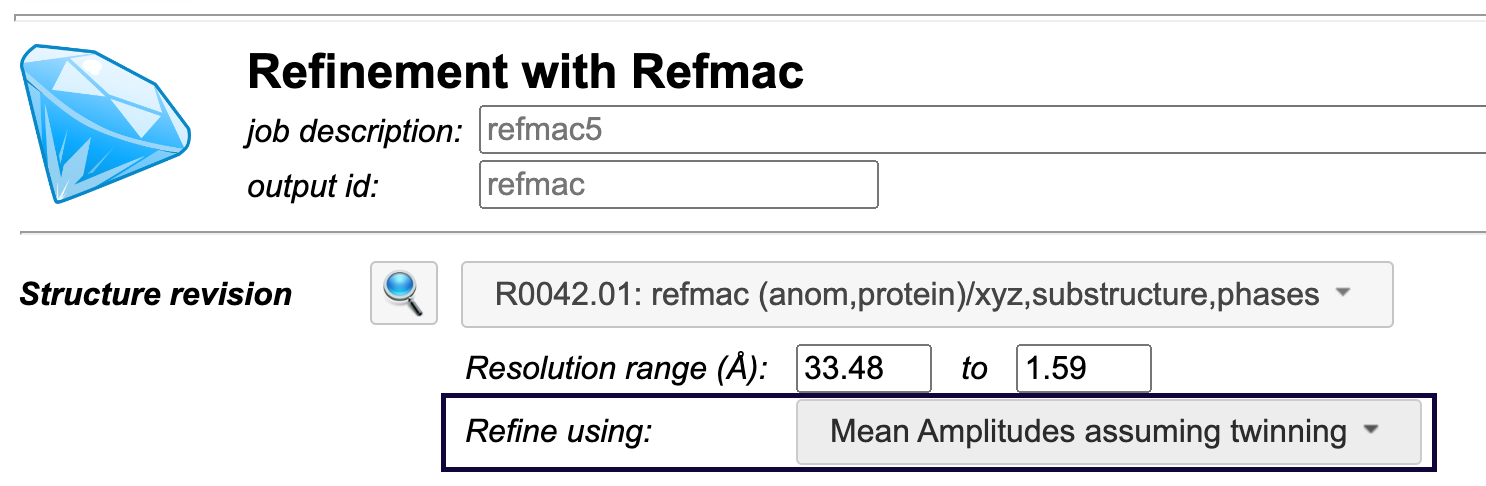 Refinement with Refmac
job description: refmac5
output id: refmac
Structure revision R0042.01: refmac (anom,protein)/xyz,substructure,phases
Resolution range (Å): 33.48 to 1.59
Refine using: Mean Amplitudes assuming twinning